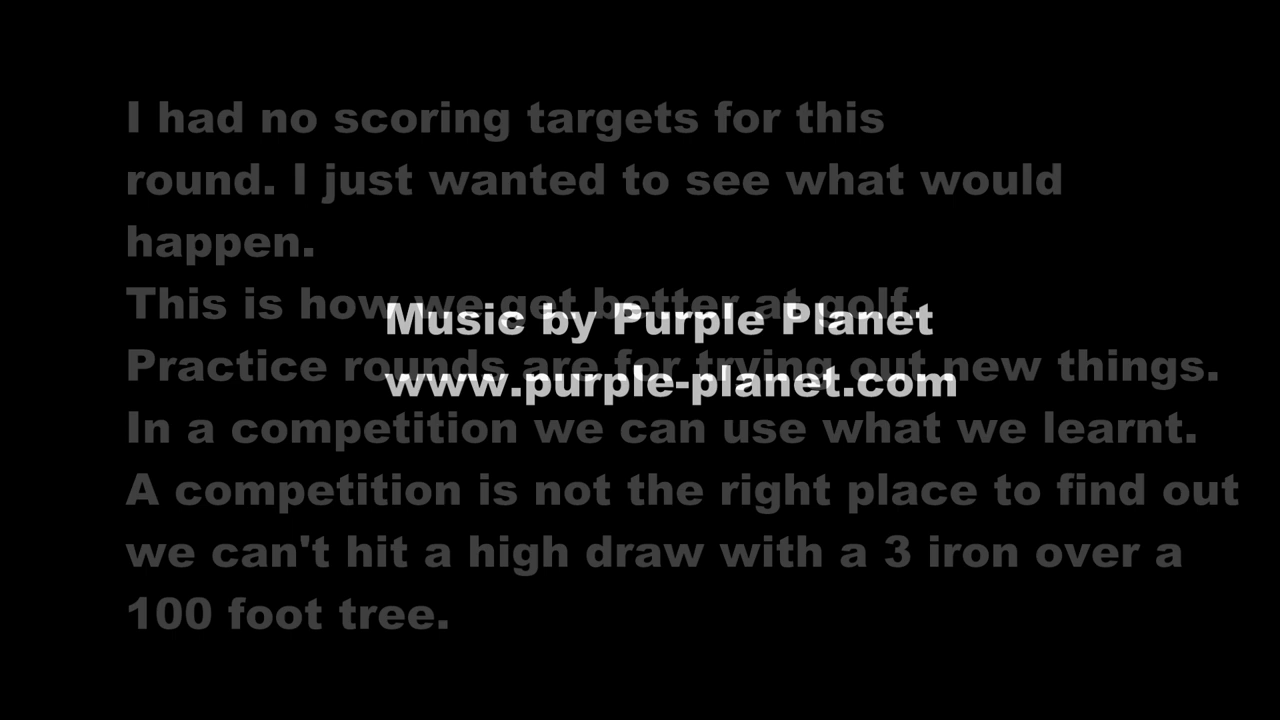 I had no scoring targets for this
round. I just wanted to see what would
happen.
This is how we get better at golf.
Music by Purple Planet
Practice rounds are for trying out new things.
www.purple-planet.com
In a competition we can use what we learnt.
A competition is not the right place to find out
we can't hit a high draw with a 3 iron over a
100 foot tree.